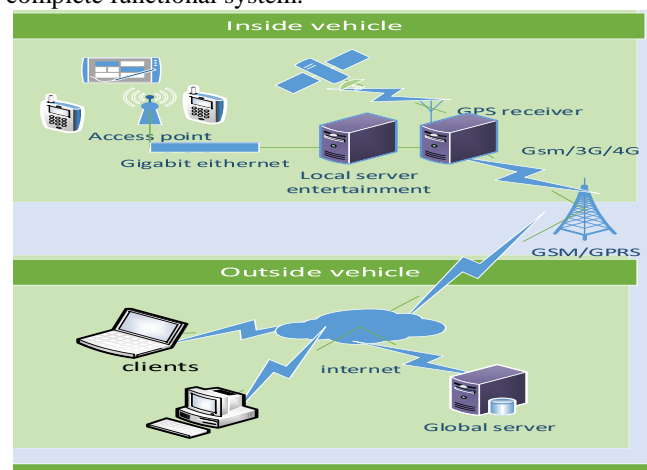 complete functional system.
Inside vehicle
GPS receiver
Access point
Gsm/3G/4G
Gigabit eithernet
Local server
entertainment
GSM/GPRS
Outside vehicle
clients
internet
Global server